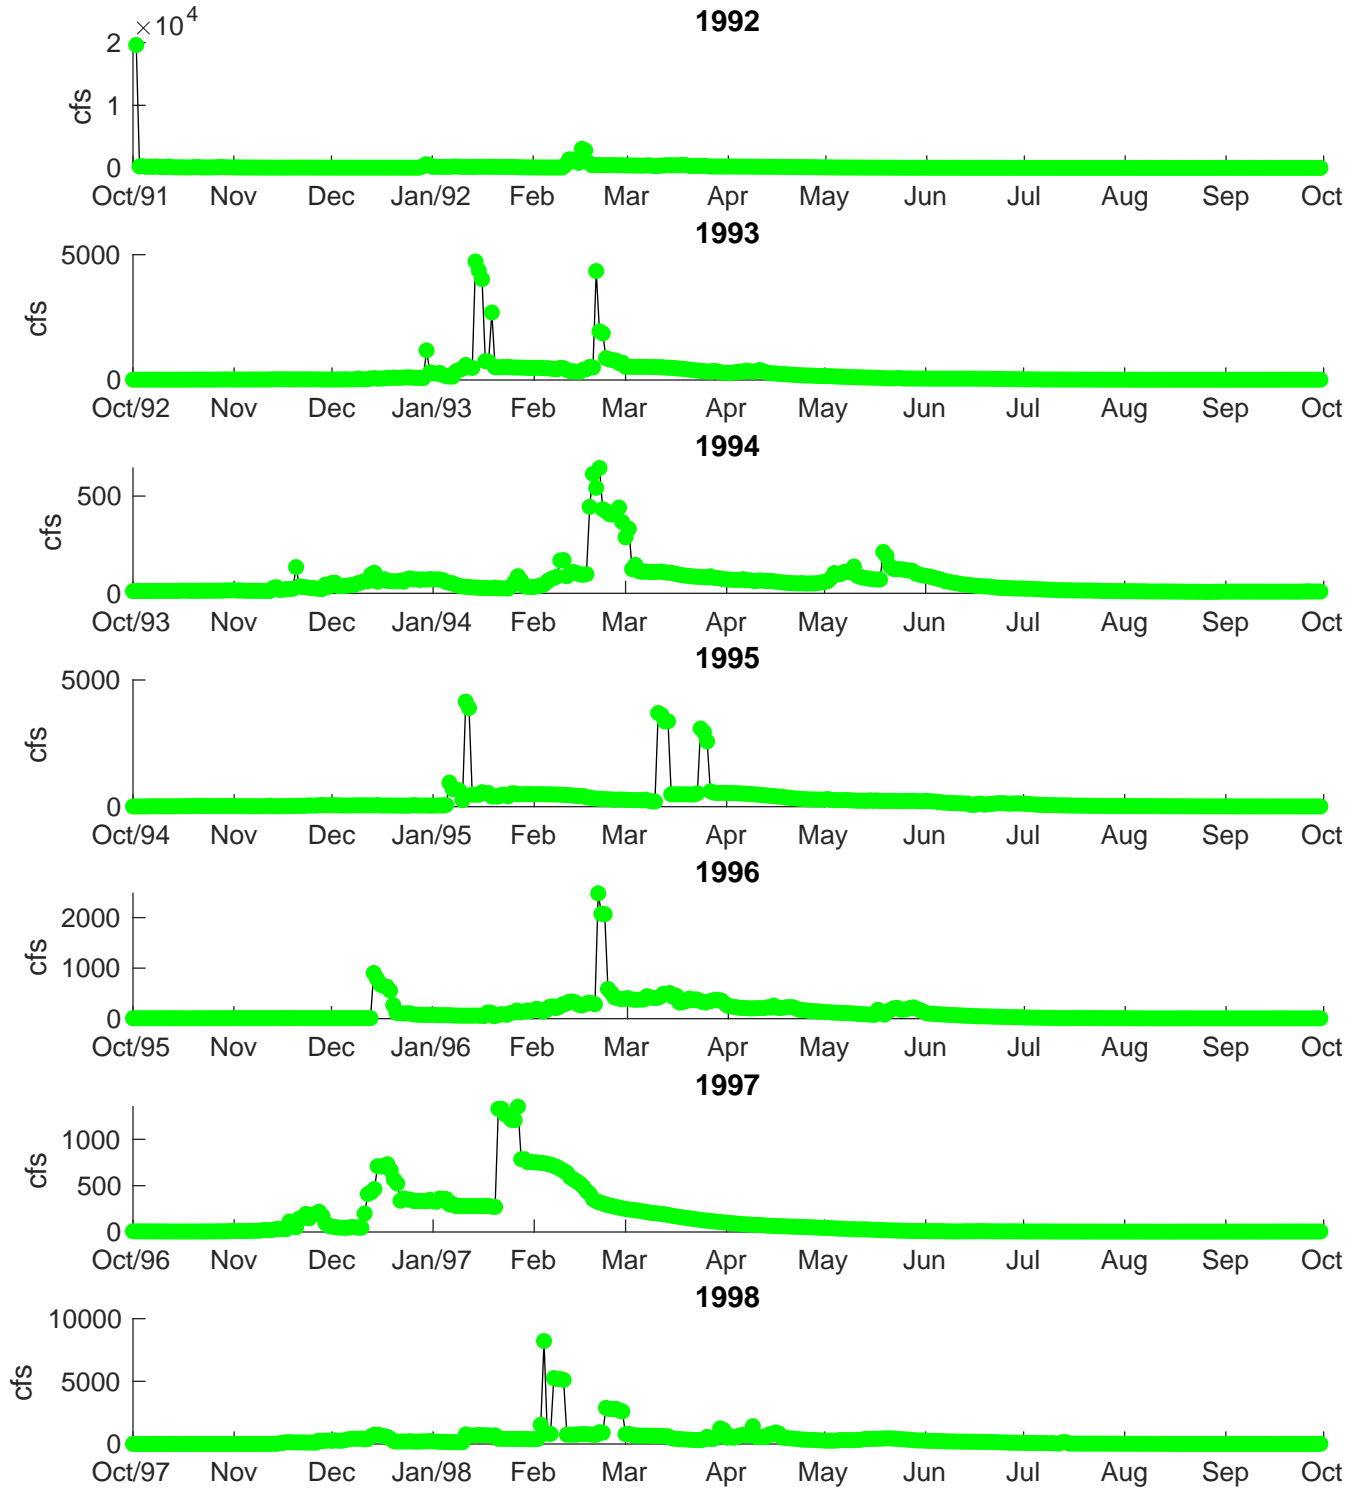 1992
×10⁴
2
1
0
cfs
Oct/91 Nov Dec Jan/92 Feb Mar Apr May Jun Jul Aug Sep Oct
1993
5000
0
cfs
Oct/92 Nov Dec Jan/93 Feb Mar Apr May Jun Jul Aug Sep Oct
1994
500
0
cfs
Oct/93 Nov Dec Jan/94 Feb Mar Apr May Jun Jul Aug Sep Oct
1995
5000
0
cfs
Oct/94 Nov Dec Jan/95 Feb Mar Apr May Jun Jul Aug Sep Oct
1996
2000
1000
0
cfs
Oct/95 Nov Dec Jan/96 Feb Mar Apr May Jun Jul Aug Sep Oct
1997
1000
500
0
cfs
Oct/96 Nov Dec Jan/97 Feb Mar Apr May Jun Jul Aug Sep Oct
1998
10000
5000
0
cfs
Oct/97 Nov Dec Jan/98 Feb Mar Apr May Jun Jul Aug Sep Oct